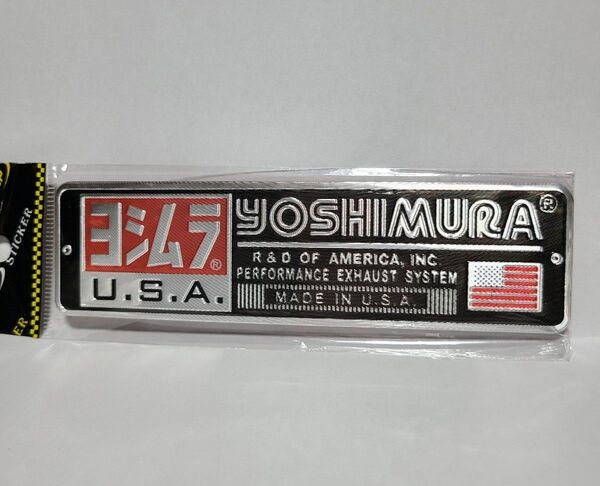 STICKER
ヨシムラ®
U.S.A.
YOSHIMURA®
R & D OF AMERICA, INC
PERFORMANCE EXHAUST SYSTEM
MADE IN U.S.A.